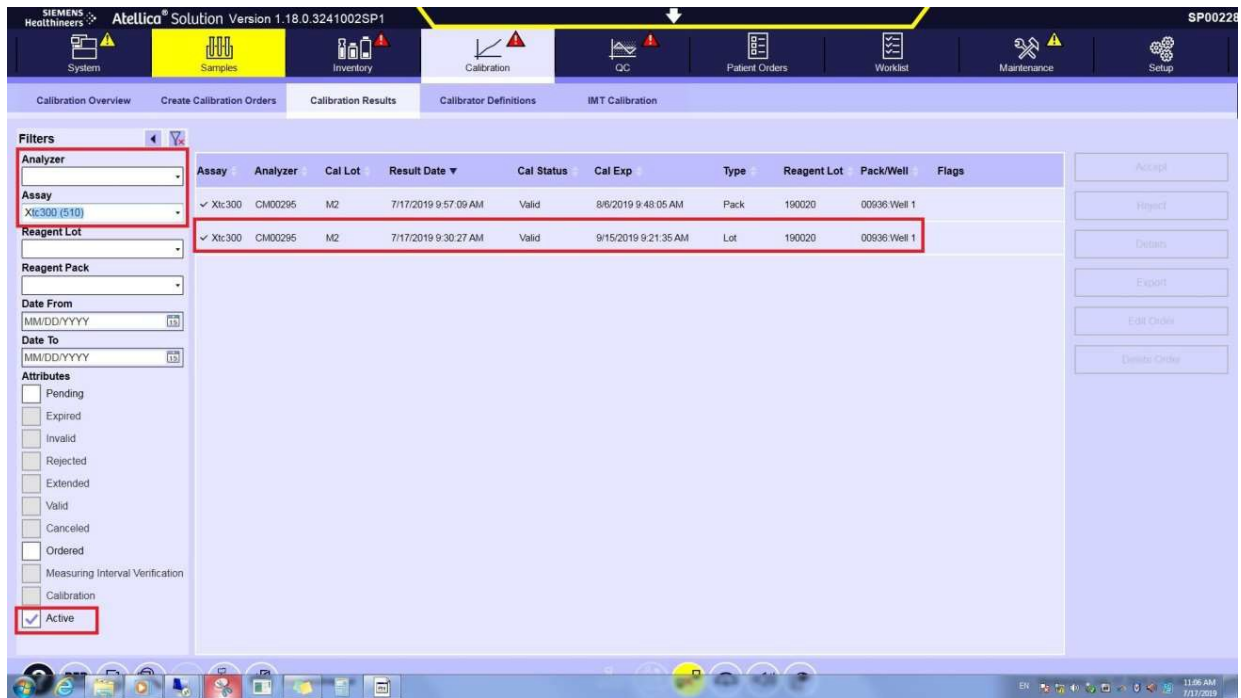 SIEMENS
Healthineers
Atellica® Solution Version 1.18.0.3241002SP1
SP00228
System
Samples
Inventory
Calibration
QC
Patient Orders
Worklist
Maintenance
Setup
Calibration Overview
Create Calibration Orders
Calibration Results
Calibrator Definitions
IMT Calibration
Filters
Analyzer
Assay
Xtc300 (510)
Reagent Lot
Reagent Pack
Date From
MM/DD/YYYY 15
Date To
MM/DD/YYYY 15
Attributes
Pending
Expired
Invalid
Rejected
Extended
Valid
Canceled
Ordered
Measuring Interval Verification
Calibration
Active
Assay Analyzer Cal Lot Result Date ▼ Cal Status Cal Exp Type Reagent Lot Pack/Well Flags
✓ Xtc300 CM00295 M2 7/17/2019 9:57:09 AM Valid 8/6/2019 9:48:05 AM Pack 190020 00936:Well 1
✓ Xtc300 CM00295 M2 7/17/2019 9:30:27 AM Valid 9/15/2019 9:21:35 AM Lot 190020 00936:Well 1
Accept
Reject
Details
Export
Edit Order
Delete Order
EN
11:06 AM
7/17/2019